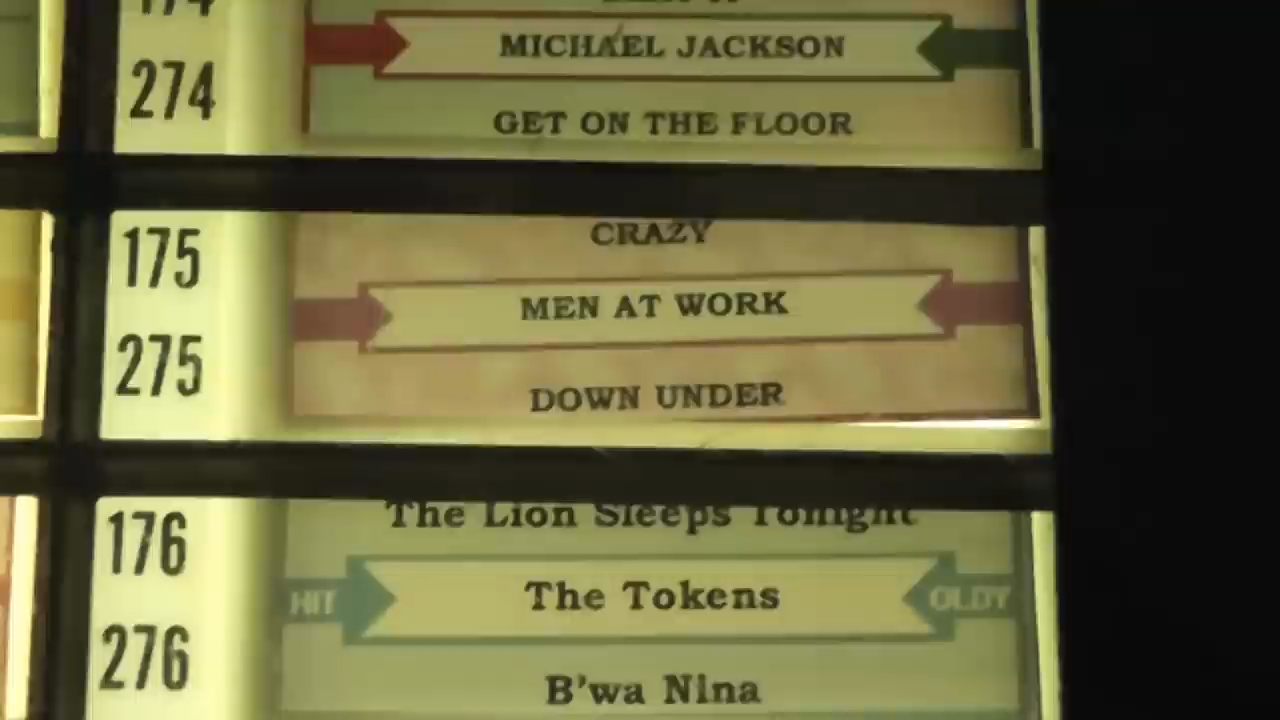 174
MICHAEL JACKSON
274
GET ON THE FLOOR
175
CRAZY
MEN AT WORK
275
DOWN UNDER
The Lion Sleeps Tonight
176
HIT
The Tokens
OLDY
276
B'wa Nina